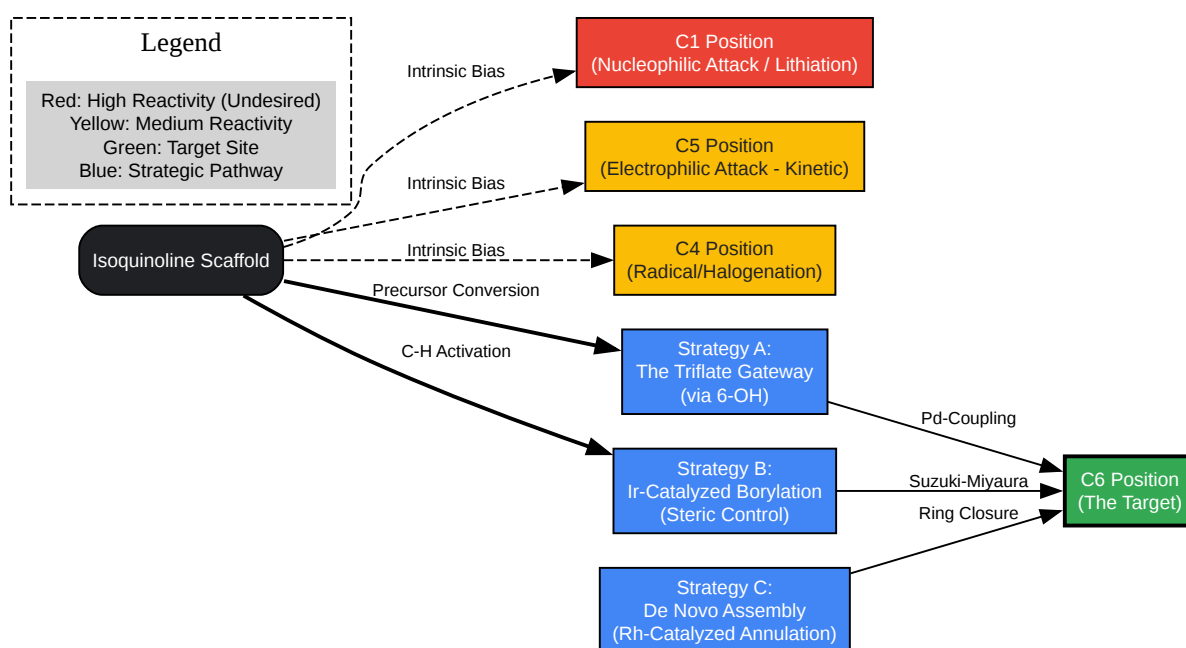 Legend
Red: High Reactivity (Undesired)
Yellow: Medium Reactivity
Green: Target Site
Blue: Strategic Pathway
Isoquinoline Scaffold
Intrinsic Bias
C1 Position
(Nucleophilic Attack / Lithiation)
Intrinsic Bias
C5 Position
(Electrophilic Attack - Kinetic)
Intrinsic Bias
C4 Position
(Radical/Halogenation)
Precursor Conversion
Strategy A:
The Triflate Gateway
(via 6-OH)
C-H Activation
Strategy B:
Ir-Catalyzed Borylation
(Steric Control)
Strategy C:
De Novo Assembly
(Rh-Catalyzed Annulation)
Pd-Coupling
Suzuki-Miyaura
Ring Closure
C6 Position
(The Target)